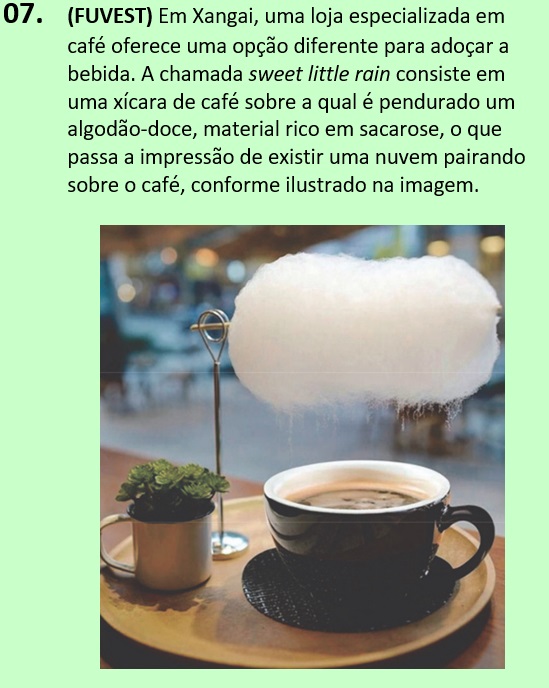 07. (FUVEST) Em Xangai, uma loja especializada em
café oferece uma opção diferente para adoçar a
bebida. A chamada sweet little rain consiste em
uma xícara de café sobre a qual é pendurado um
algodão-doce, material rico em sacarose, o que
passa a impressão de existir uma nuvem pairando
sobre o café, conforme ilustrado na imagem.